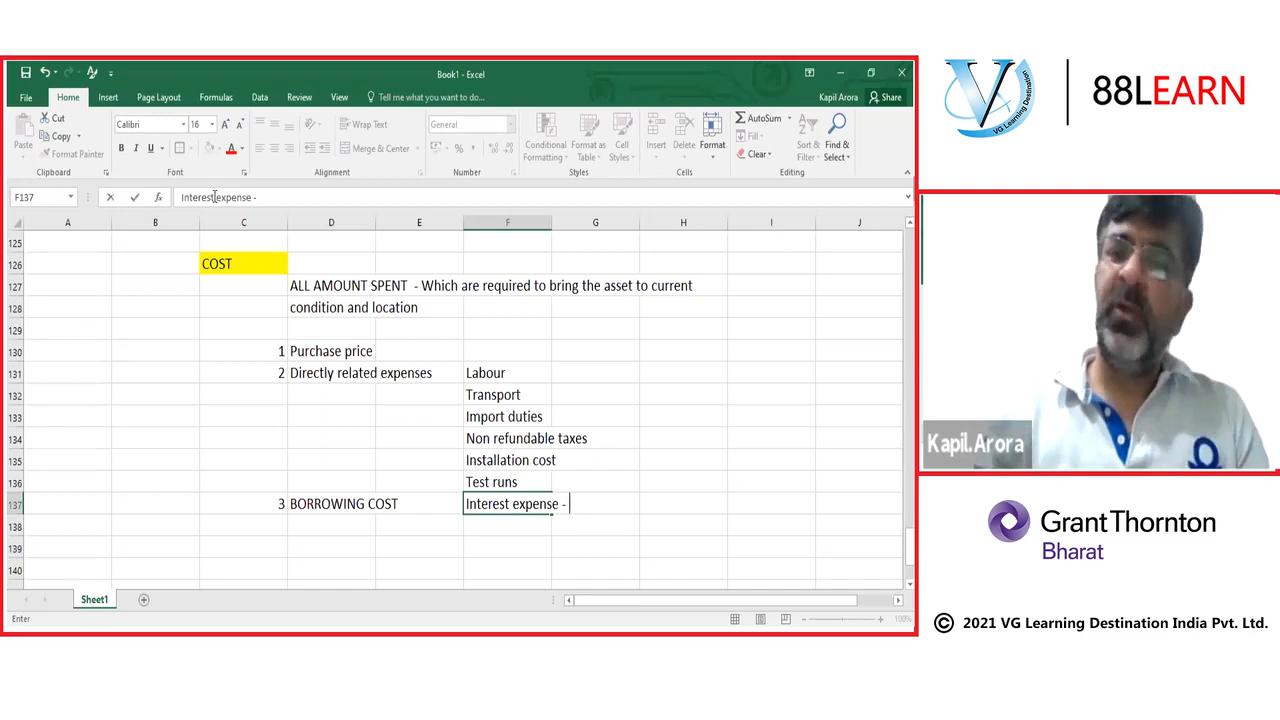 Book1 - Excel
File Home Insert Page Layout Formulas Data Review View Tell me what you want to do... Kapil Arora Share
Paste Cut Copy Format Painter Clipboard
Calibri 16 B I U A Font
Wrap Text Merge & Center Alignment
General % Number
Conditional Formatting Format as Table Cell Styles Styles
Insert Delete Format Cells
AutoSum Fill Clear Sort & Filter Find & Select Editing
F137 fx Interest expense -
A B C D E F G H I J
125
126 COST
127 ALL AMOUNT SPENT - Which are required to bring the asset to current
128 condition and location
129
130 1 Purchase price
131 2 Directly related expenses Labour
132 Transport
133 Import duties
134 Non refundable taxes
135 Installation cost
136 Test runs
137 3 BORROWING COST Interest expense -
138
139
140
Sheet1
Enter 100%
V VG Learning Destination
88LEARN
Kapil.Arora
GrantThornton
Bharat
© 2021 VG Learning Destination India Pvt. Ltd.